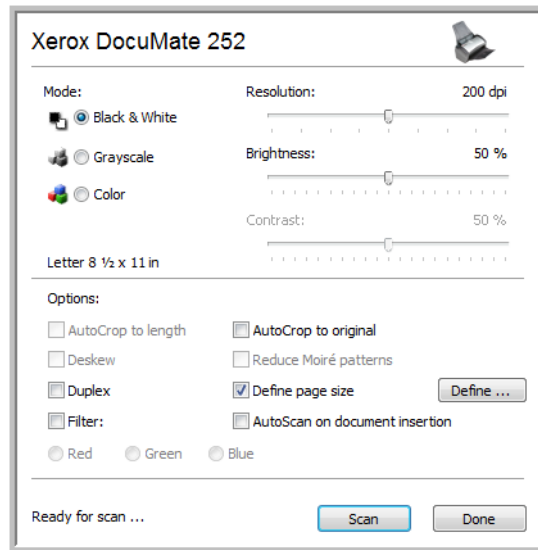 Xerox DocuMate 252
Mode: Resolution: 200 dpi
Black & White
Grayscale Brightness: 50 %
Color
Contrast: 50 %
Letter 8 ½ x 11 in
Options:
AutoCrop to length AutoCrop to original
Deskew Reduce Moiré patterns
Duplex Define page size Define ...
Filter: AutoScan on document insertion
Red Green Blue
Ready for scan ... Scan Done